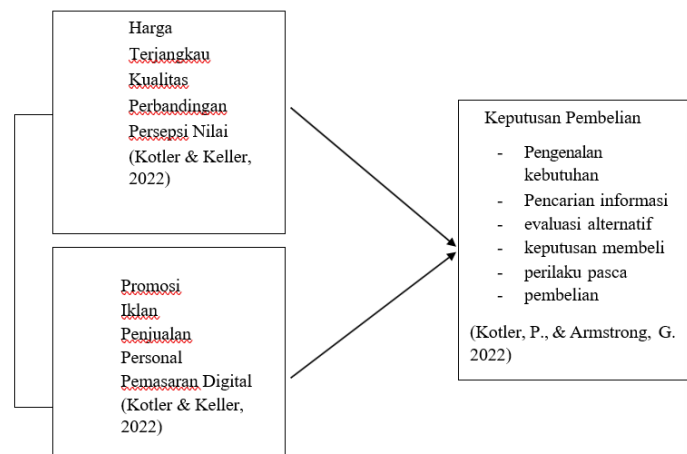 Harga
Terjangkau
Kualitas
Perbandingan
Persepsi Nilai
(Kotler & Keller,
2022)
Promosi
Iklan
Penjualan
Personal
Pemasaran Digital
(Kotler & Keller,
2022)
Keputusan Pembelian
- Pengenalan
kebutuhan
- Pencarian informasi
- evaluasi alternatif
- keputusan membeli
- perilaku pasca
- pembelian
(Kotler, P., & Armstrong, G.
2022)